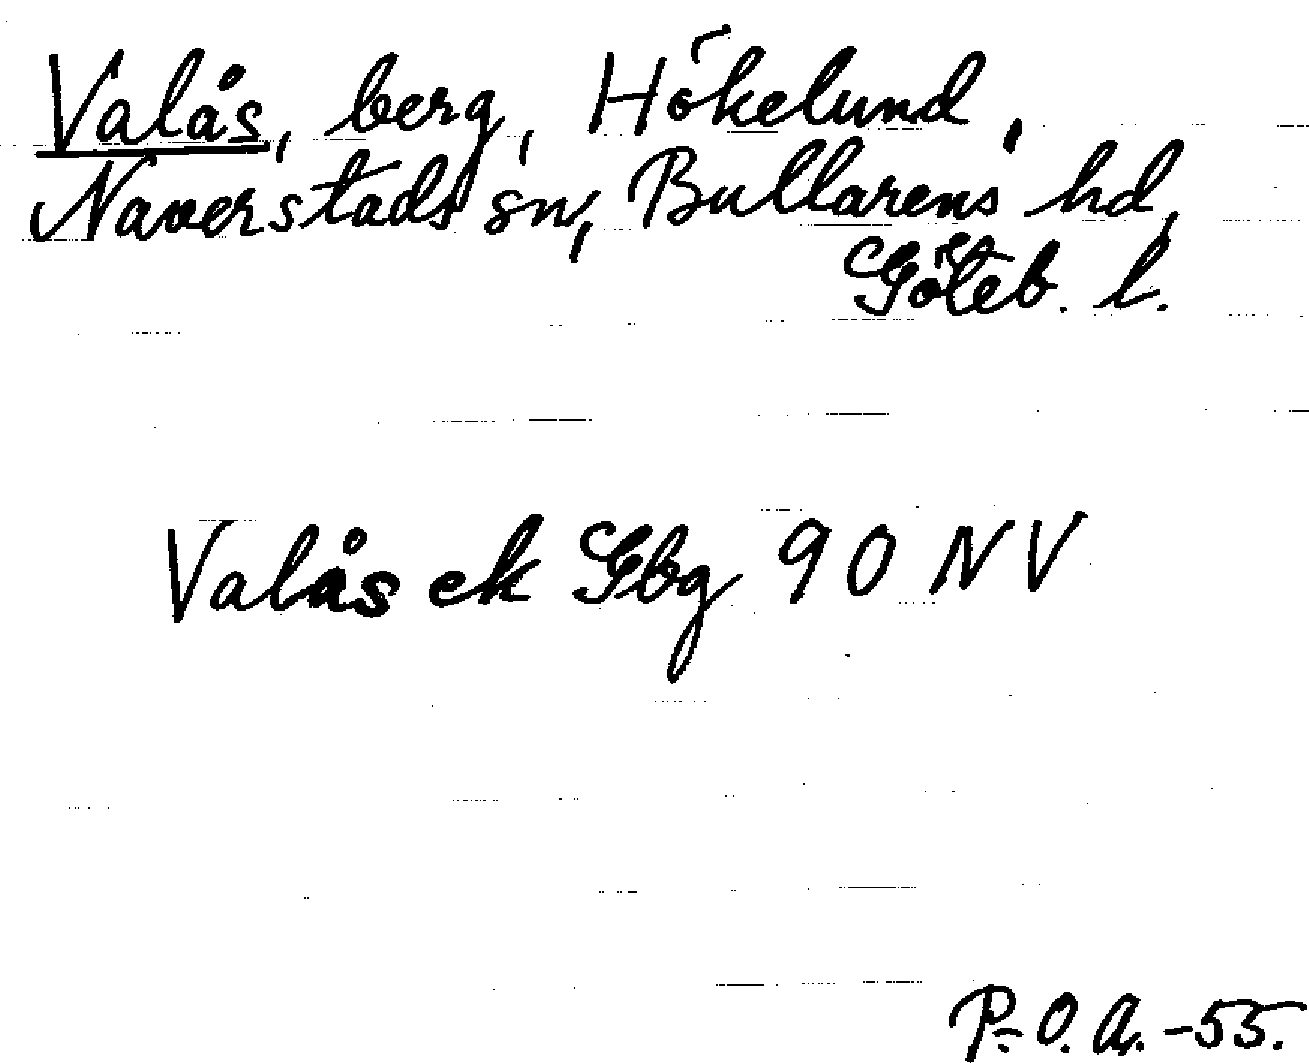 Valås, berg, Hökelund,
Naverstads sn, Bullarens hd,
Göteb. l.
Valås ek Gbg 90 NV
P.O.A.-55.